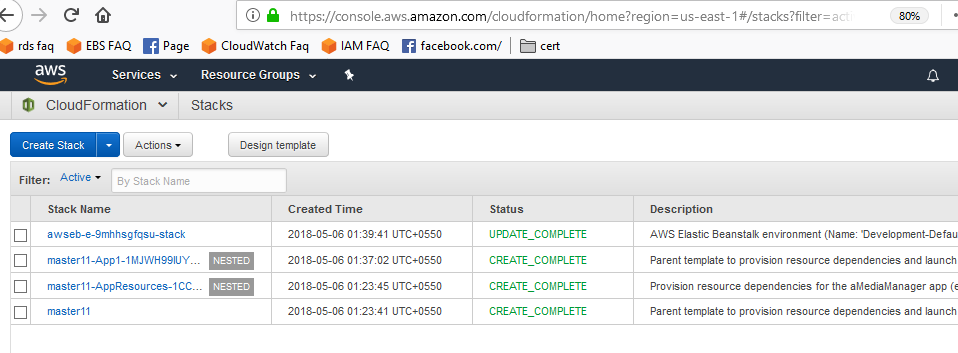 https://console.aws.amazon.com/cloudformation/home?region=us-east-1#/stacks?filter=act 80%
rds faq EBS FAQ Page CloudWatch Faq IAM FAQ facebook.com/ cert
aws Services Resource Groups
CloudFormation Stacks
Create Stack Actions Design template
Filter: Active By Stack Name
Stack Name Created Time Status Description
awseb-e-9mhhsgfqsu-stack 2018-05-06 01:39:41 UTC+0550 UPDATE_COMPLETE AWS Elastic Beanstalk environment (Name: 'Development-Defau
master11-App1-1MJWH99IUY... NESTED 2018-05-06 01:37:02 UTC+0550 CREATE_COMPLETE Parent template to provision resource dependencies and launch
master11-AppResources-1CC... NESTED 2018-05-06 01:23:45 UTC+0550 CREATE_COMPLETE Provision resource dependencies for the aMediaManager app (e
master11 2018-05-06 01:23:41 UTC+0550 CREATE_COMPLETE Parent template to provision resource dependencies and launch